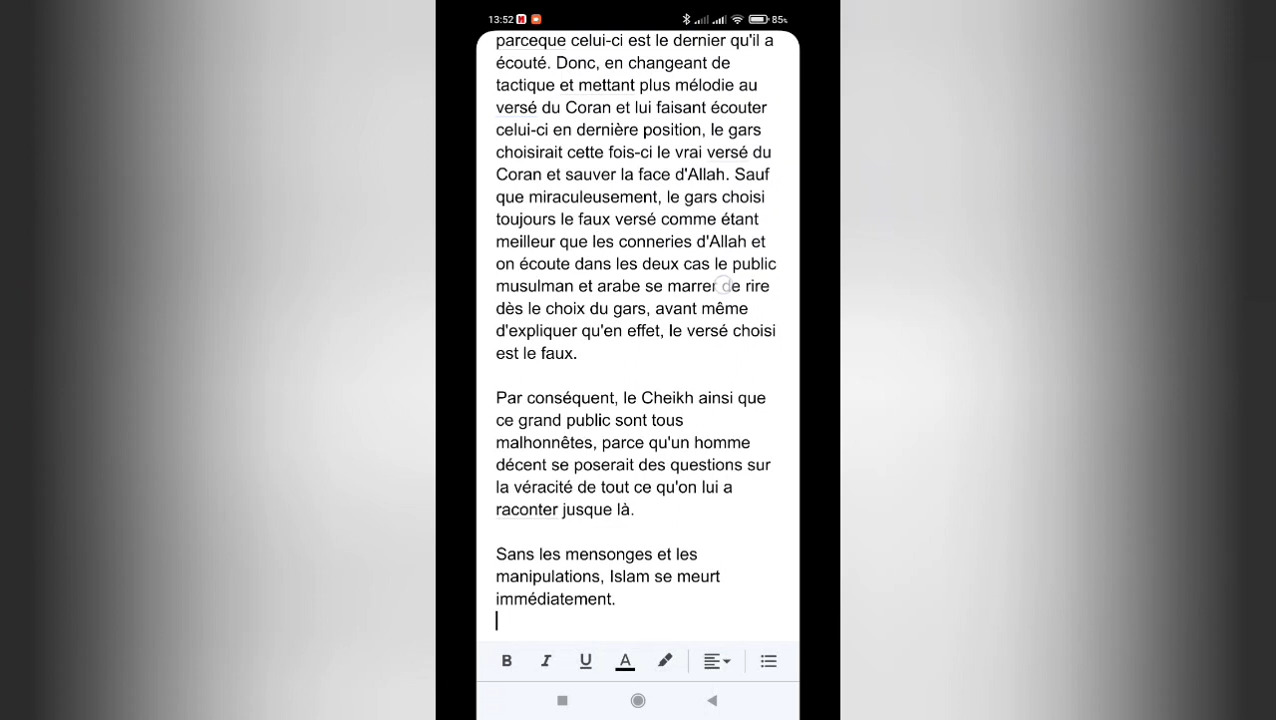 13:52
85%
parceque celui-ci est le dernier qu'il a
écouté. Donc, en changeant de
tactique et mettant plus mélodie au
versé du Coran et lui faisant écouter
celui-ci en dernière position, le gars
choisirait cette fois-ci le vrai versé du
Coran et sauver la face d'Allah. Sauf
que miraculeusement, le gars choisi
toujours le faux versé comme étant
meilleur que les conneries d'Allah et
on écoute dans les deux cas le public
musulman et arabe se marrer de rire
dès le choix du gars, avant même
d'expliquer qu'en effet, le versé choisi
est le faux.
Par conséquent, le Cheikh ainsi que
ce grand public sont tous
malhonnêtes, parce qu'un homme
décent se poserait des questions sur
la véracité de tout ce qu'on lui a
raconter jusque là.
Sans les mensonges et les
manipulations, Islam se meurt
immédiatement.
B I U A